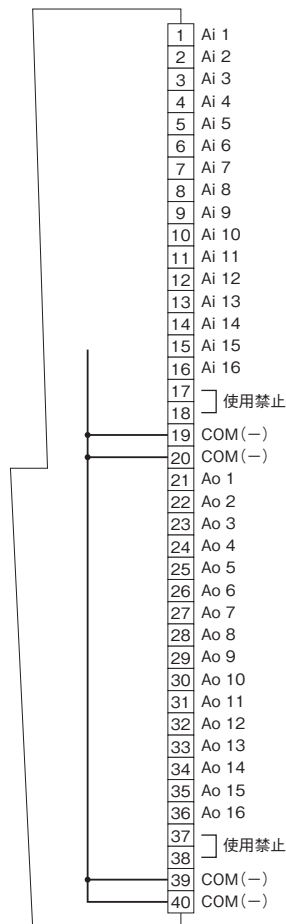 1 Ai 1
2 Ai 2
3 Ai 3
4 Ai 4
5 Ai 5
6 Ai 6
7 Ai 7
8 Ai 8
9 Ai 9
10 Ai 10
11 Ai 11
12 Ai 12
13 Ai 13
14 Ai 14
15 Ai 15
16 Ai 16
17
使用禁止
18
19 COM(−)
20 COM(−)
21 Ao 1
22 Ao 2
23 Ao 3
24 Ao 4
25 Ao 5
26 Ao 6
27 Ao 7
28 Ao 8
29 Ao 9
30 Ao 10
31 Ao 11
32 Ao 12
33 Ao 13
34 Ao 14
35 Ao 15
36 Ao 16
37
使用禁止
38
39 COM(−)
40 COM(−)